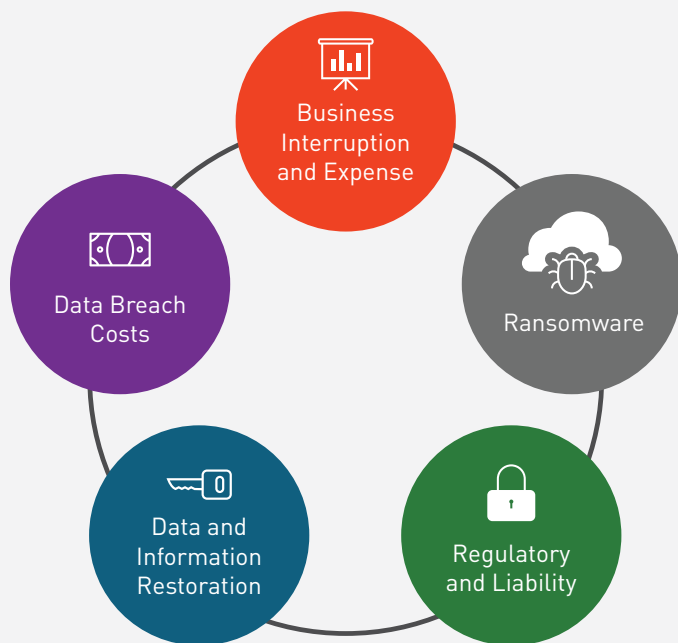 Business
Interruption
and Expense
Ransomware
Regulatory
and Liability
Data and
Information
Restoration
Data Breach
Costs